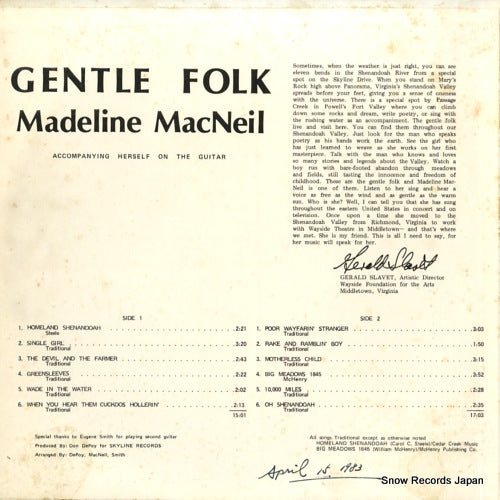 GENTLE FOLK
Madeline MacNeil
ACCOMPANYING HERSELF ON THE GUITAR
Sometimes, when the weather is just right, you can see
eleven bends in the Shenandoah River from a special
spot on the Skyline Drive. When you stand on Mary's
Rock high above Panorama, Virginia's Shenandoah Valley
spreads before your feet, giving you a sense of oneness
with the universe. There is a special spot by Passage
Creek in Powell's Fort Valley where you can climb
down some rocks and dream, write poetry, or sing with
the rushing water as an accompaniment. The gentle folk
live and visit here. You can find them throughout our
Shenandoah Valley. Just look for the man who speaks
poetry as his hands work the earth. See the girl who
has just learned to weave as she works on her first
masterpiece. Talk with the man who knows and loves
so many stories and legends about the Valley. Watch a
boy run with bare-footed abandon through meadows
and fields, still tasting the innocence and freedom of
childhood. These are the gentle folk and Madeline Mac-
Neil is one of them. Listen to her sing and hear a
voice as free as the wind and as gentle as the warm
sun. Who is she? Well, I can tell you that she has sung
throughout the eastern United States in concert and on
television. Once upon a time she moved to the
Shenandoah Valley from Richmond, Virginia to work
with Wayside Theatre in Middletown— and that's where
we met. She is my friend. This is all I need to say, for
her music will speak for her.
Gerald Slavet
GERALD SLAVET, Artistic Director
Wayside Foundation for the Arts
Middletown, Virginia
SIDE 1
1. HOMELAND SHENANDOAH 2:21
Steele
2. SINGLE GIRL 3:20
Traditional
3. THE DEVIL AND THE FARMER 2:43
Traditional
4. GREENSLEEVES 2:22
Traditional
5. WADE IN THE WATER 2:02
Traditional
6. WHEN YOU HEAR THEM CUCKOOS HOLLERIN' 2:13
Traditional 15:01
SIDE 2
1. POOR WAYFARIN' STRANGER 3:03
Traditional
2. RAKE AND RAMBLIN' BOY 1:50
Traditional
3. MOTHERLESS CHILD 3:15
Traditional
4. BIG MEADOWS 1845 3:52
McHenry
5. 10,000 MILES 2:28
Traditional
6. OH SHENANDOAH 2:35
Traditional 17:03
Special thanks to Eugene Smith for playing second guitar
Produced By: Don DePoy for SKYLINE RECORDS
Arranged By: DePoy, MacNeil, Smith
All songs Traditional except as otherwise noted
HOMELAND SHENANDOAH (Carol C. Steele)/Cedar Creek Music
BIG MEADOWS 1845 (William McHenry)/McHenry Publishing Co.
April 15, 1983
Snow Records Japan